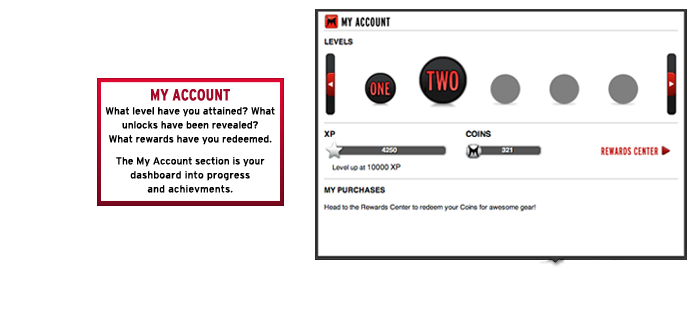 MY ACCOUNT
What level have you attained? What
unlocks have been revealed?
What rewards have you redeemed.
The My Account section is your
dashboard into progress
and achievments.
MY ACCOUNT
LEVELS
ONE
TWO
XP
COINS
4250
321
REWARDS CENTER
Level up at 10000 XP
MY PURCHASES
Head to the Rewards Center to redeem your Coins for awesome gear!